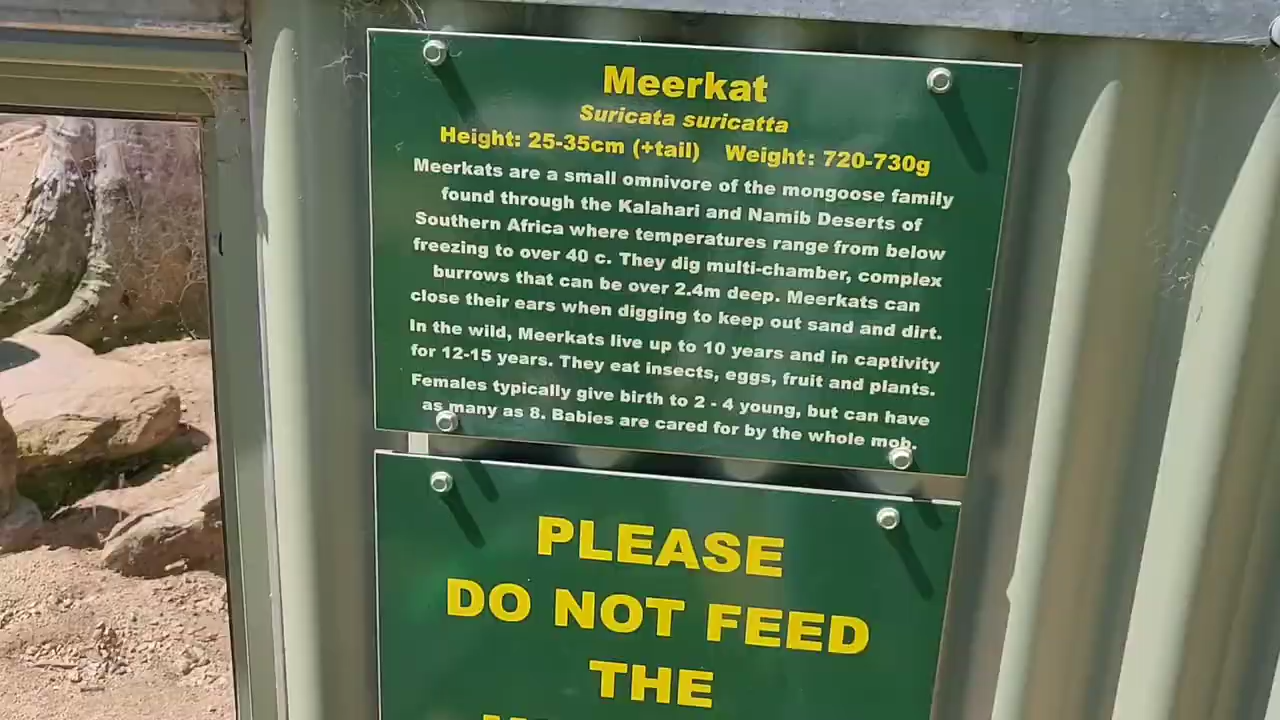 Meerkat
Suricata suricatta
Height: 25-35cm (+tail) Weight: 720-730g
Meerkats are a small omnivore of the mongoose family
found through the Kalahari and Namib Deserts of
Southern Africa where temperatures range from below
freezing to over 40 c. They dig multi-chamber, complex
burrows that can be over 2.4m deep. Meerkats can
close their ears when digging to keep out sand and dirt.
In the wild, Meerkats live up to 10 years and in captivity
for 12-15 years. They eat insects, eggs, fruit and plants.
Females typically give birth to 2 - 4 young, but can have
as many as 8. Babies are cared for by the whole mob.
PLEASE
DO NOT FEED
THE